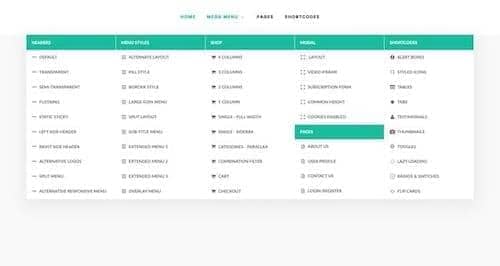 HOME
MEGA MENU
PAGES
SHORTCODES
HEADERS
DEFAULT
TRANSPARENT
SEMI-TRANSPARENT
FLOATING
STATIC STICKY
LEFT SIDE HEADER
RIGHT SIDE HEADER
ALTERNATIVE LOGOS
SPLIT MENU
ALTERNATIVE RESPONSIVE MENU
MENU STYLES
ALTERNATE LAYOUT
PILL STYLE
BORDER STYLE
LARGE ICON MENU
SPLIT LAYOUT
SUB-TITLE MENU
EXTENDED MENU 1
EXTENDED MENU 2
EXTENDED MENU 3
OVERLAY MENU
SHOP
4 COLUMNS
3 COLUMNS
2 COLUMNS
1 COLUMN
SINGLE - FULL WIDTH
SINGLE - SIDEBAR
CATEGORIES - PARALLAX
COMBINATION FILTER
CART
CHECKOUT
MODAL
LAYOUT
VIDEO IFRAME
SUBSCRIPTION FORM
COMMON HEIGHT
COOKIES ENABLED
PAGES
ABOUT US
USER PROFILE
CONTACT US
LOGIN REGISTER
SHORTCODES
ALERT BOXES
STYLED ICONS
TABLES
TABS
TESTIMONIALS
THUMBNAILS
TOGGLES
LAZY LOADING
RADIOS & SWITCHES
FLIP CARDS